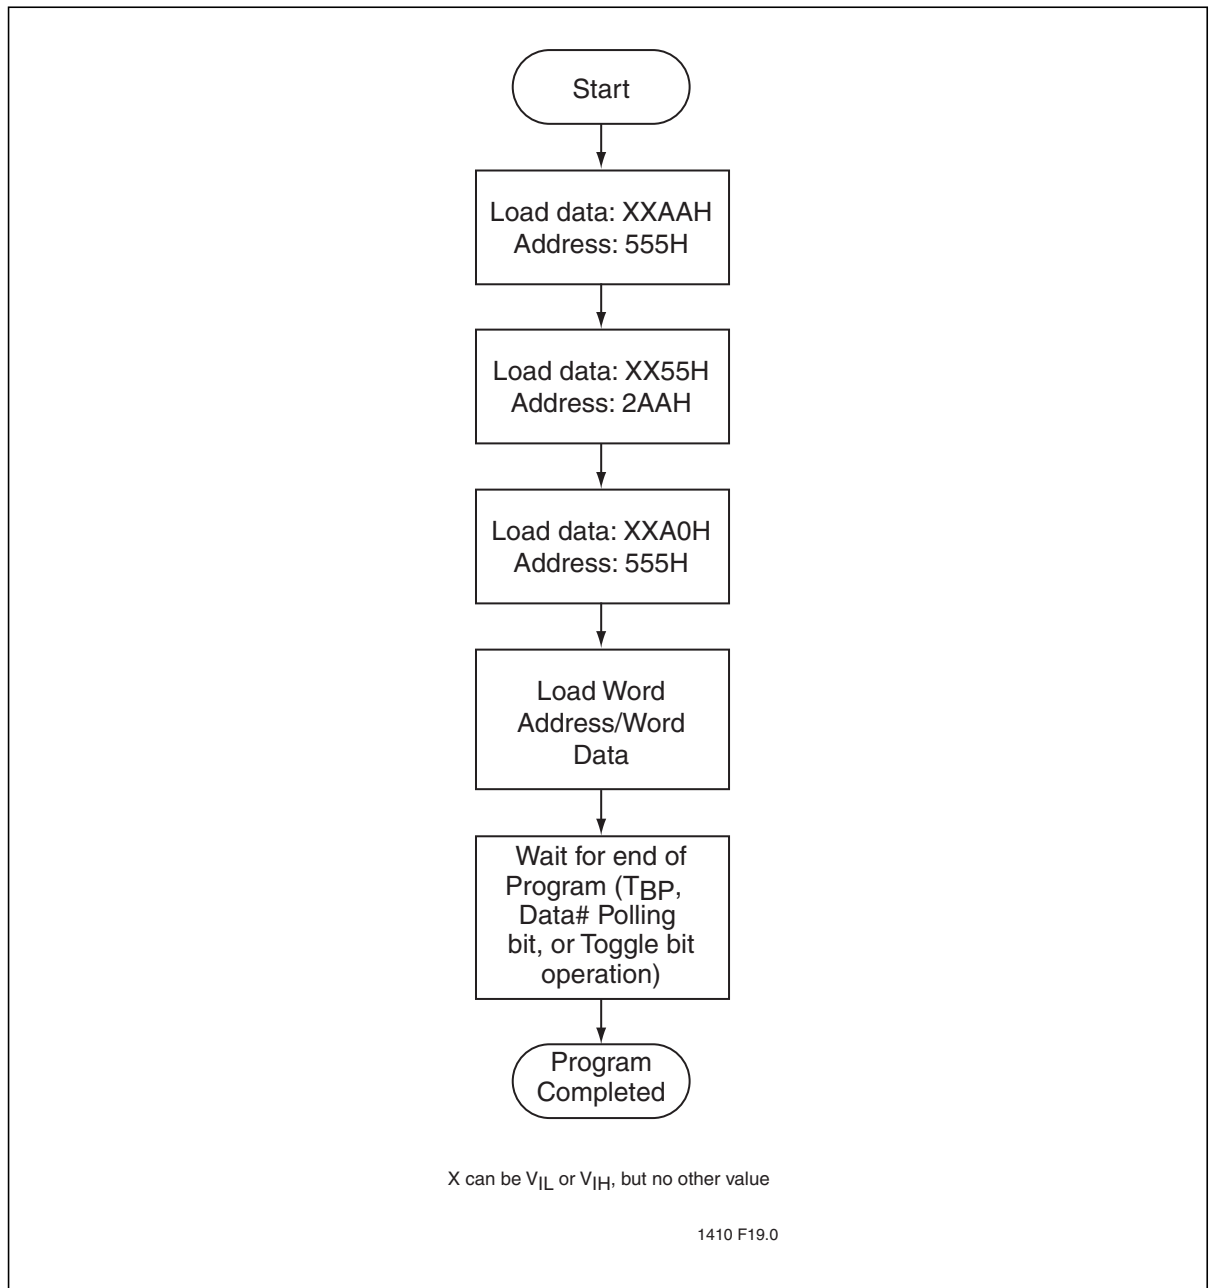 Start
Load data: XXAAH
Address: 555H
Load data: XX55H
Address: 2AAH
Load data: XXA0H
Address: 555H
Load Word
Address/Word
Data
Wait for end of
Program (TBP,
Data# Polling
bit, or Toggle bit
operation)
Program
Completed
X can be VIL or VIH, but no other value
1410 F19.0